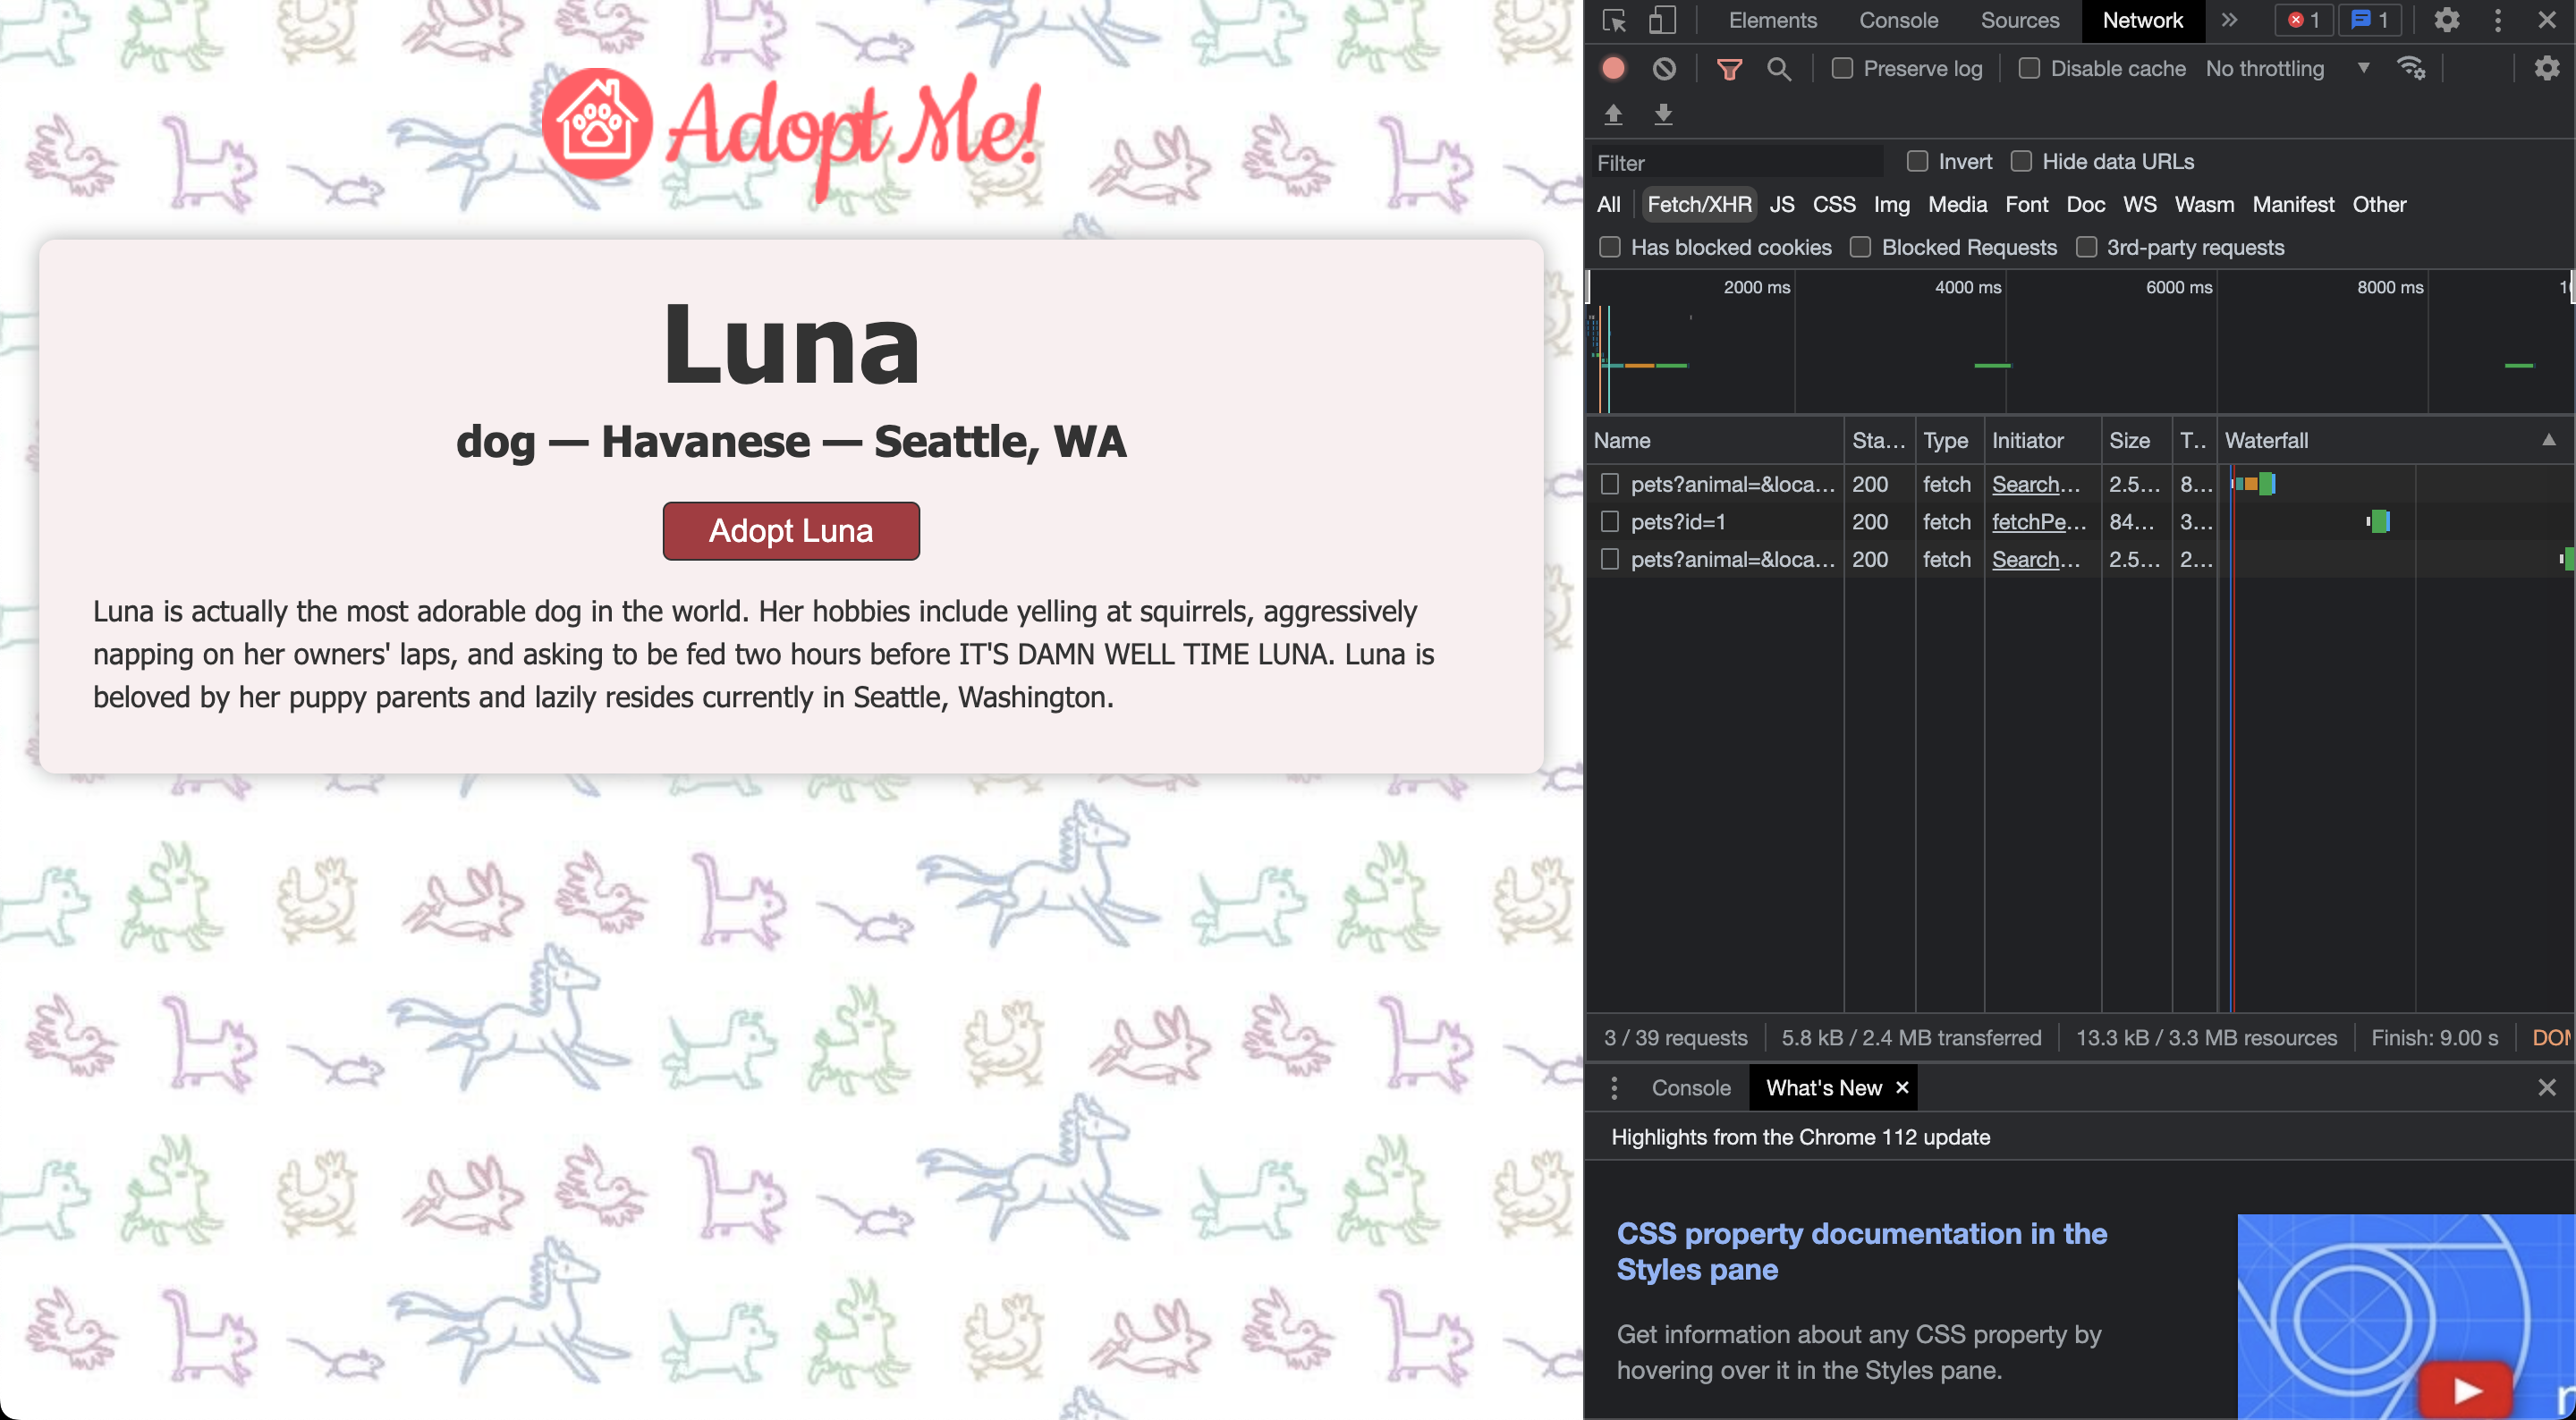 Adopt Me!
Luna
dog — Havanese — Seattle, WA
Adopt Luna
Luna is actually the most adorable dog in the world. Her hobbies include yelling at squirrels, aggressively
napping on her owners' laps, and asking to be fed two hours before IT'S DAMN WELL TIME LUNA. Luna is
beloved by her puppy parents and lazily resides currently in Seattle, Washington.
Elements Console Sources Network 1 1
Preserve log Disable cache No throttling
Filter Invert Hide data URLs
All Fetch/XHR JS CSS Img Media Font Doc WS Wasm Manifest Other
Has blocked cookies Blocked Requests 3rd-party requests
2000 ms 4000 ms 6000 ms 8000 ms
Name Sta... Type Initiator Size T.. Waterfall
pets?animal=&loca... 200 fetch Search... 2.5... 8...
pets?id=1 200 fetch fetchPe... 84... 3...
pets?animal=&loca... 200 fetch Search... 2.5... 2...
3 / 39 requests 5.8 kB / 2.4 MB transferred 13.3 kB / 3.3 MB resources Finish: 9.00 s
Console What's New
Highlights from the Chrome 112 update
CSS property documentation in the
Styles pane
Get information about any CSS property by
hovering over it in the Styles pane.